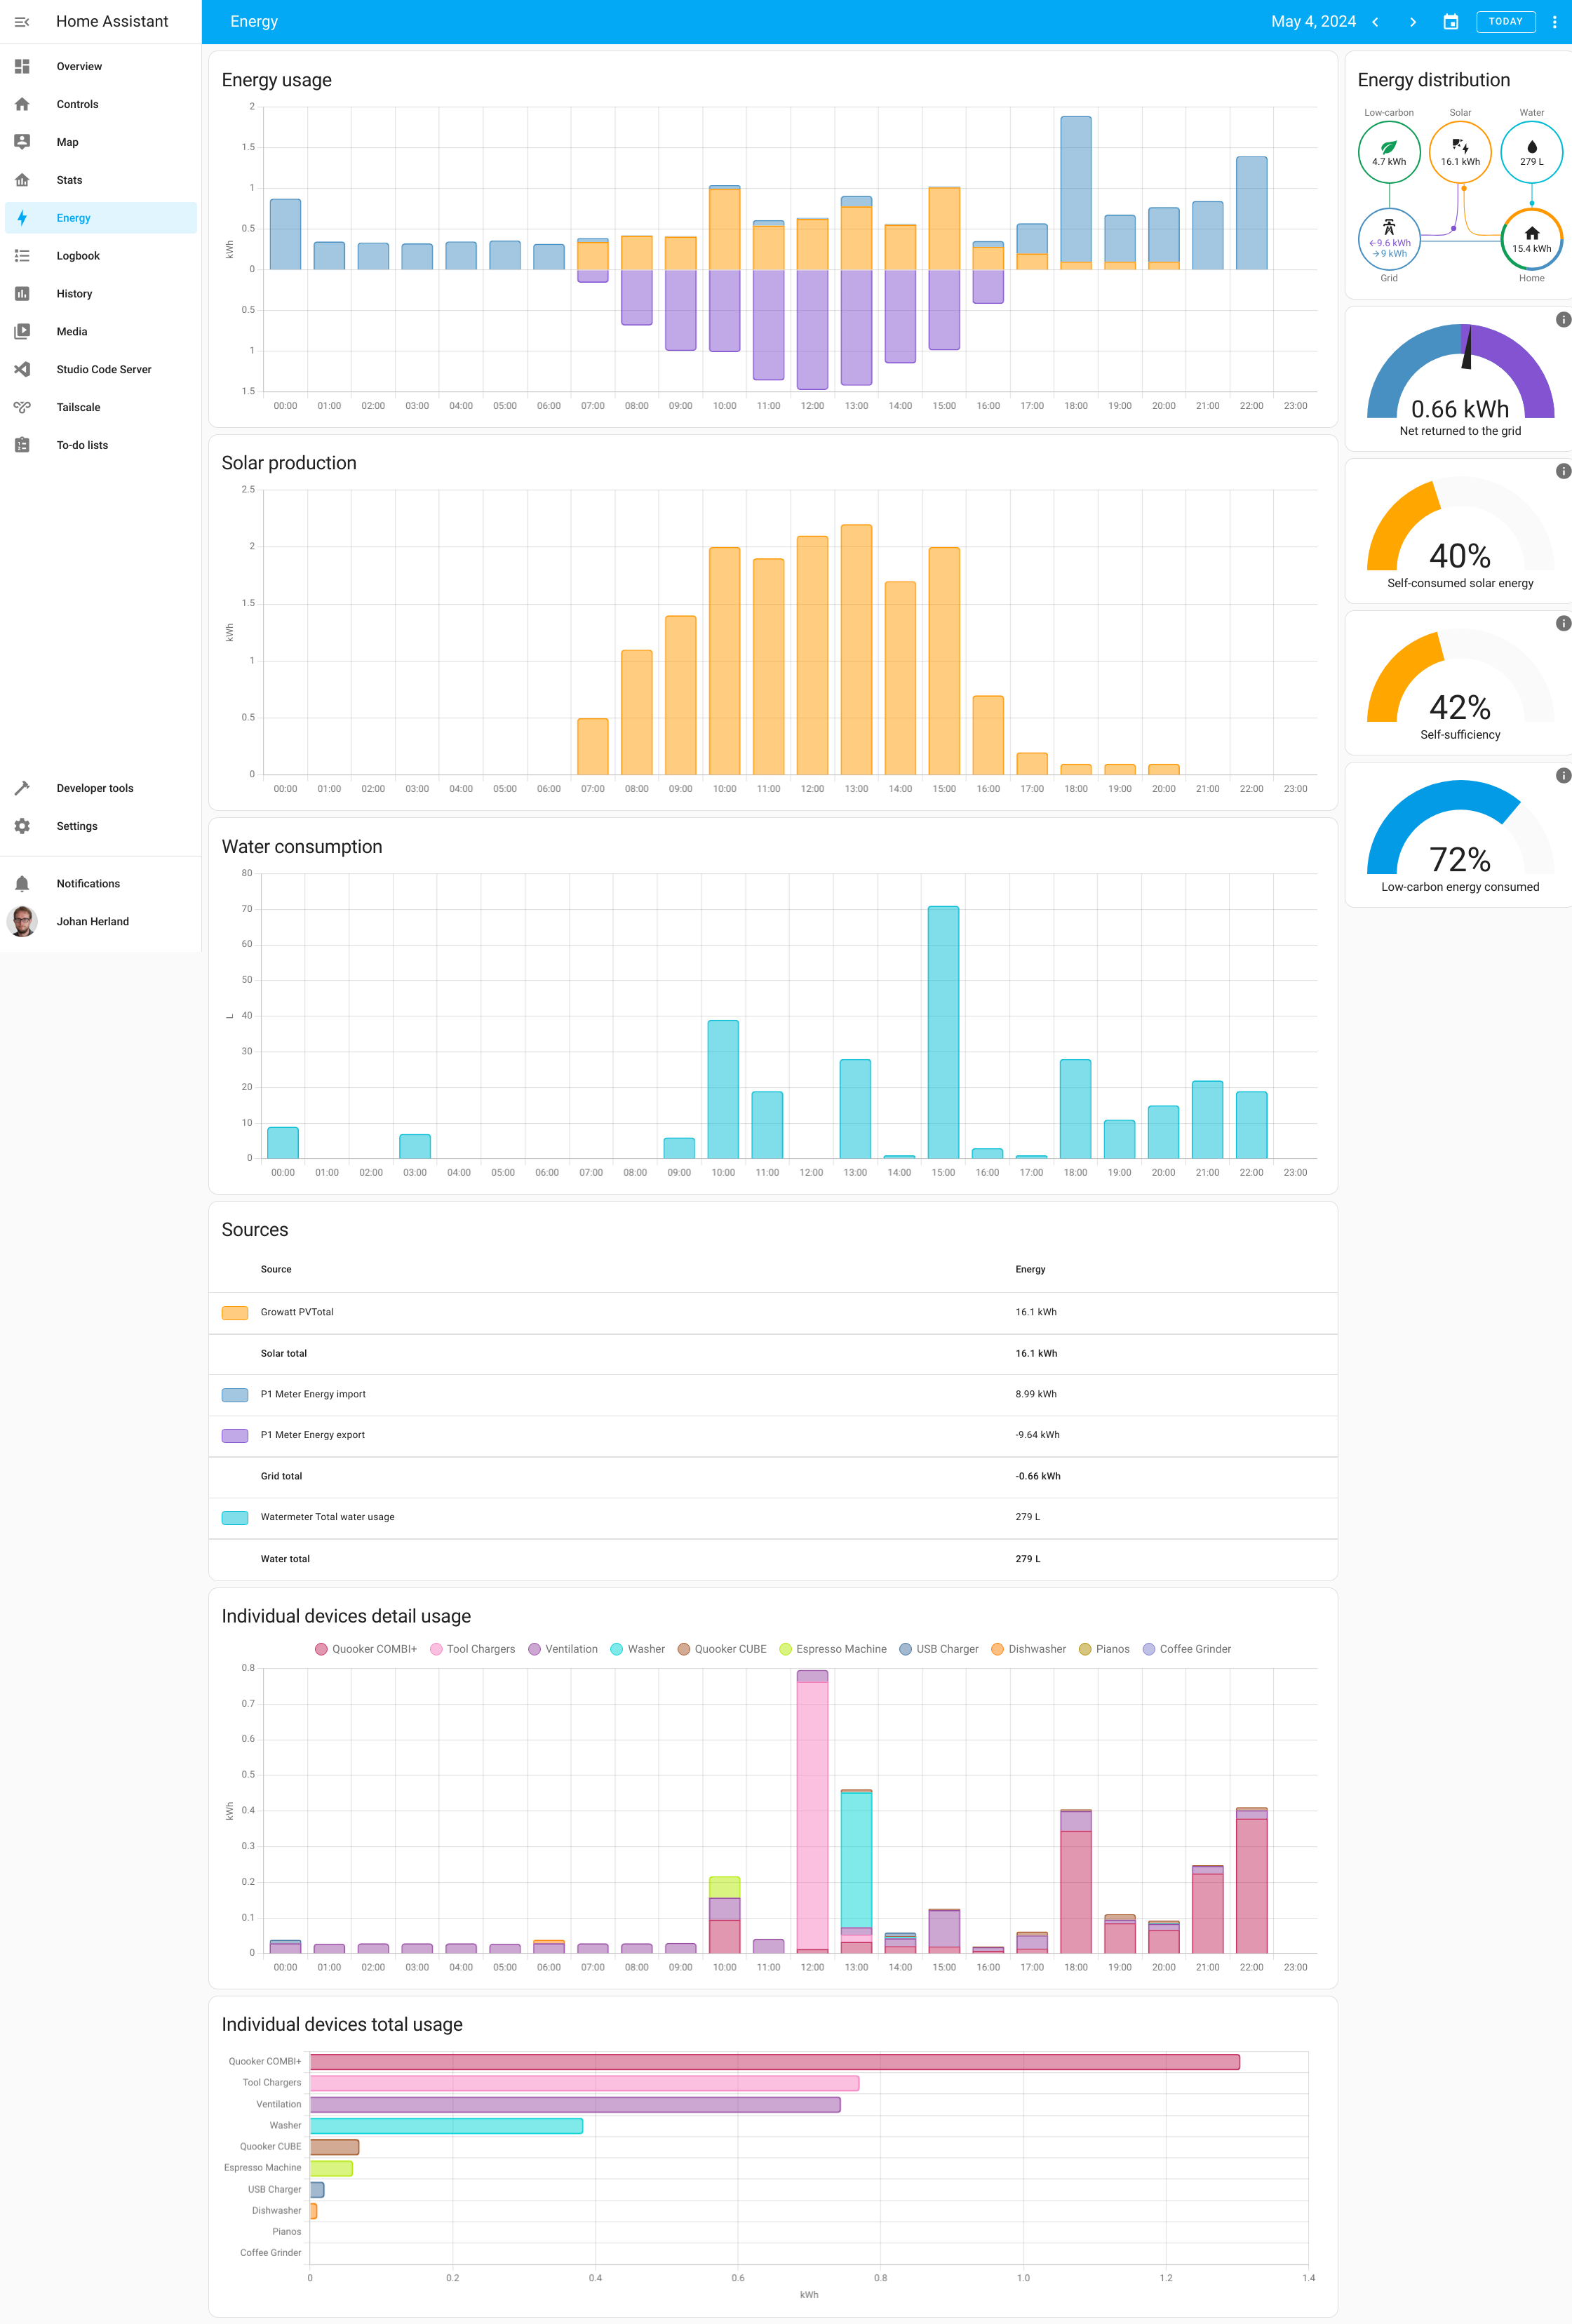 Home Assistant
Energy
May 4, 2024
TODAY
Overview
Controls
Map
Stats
Energy
Logbook
History
Media
Studio Code Server
Tailscale
To-do lists
Developer tools
Settings
Notifications
Johan Herland
Energy usage
2
1.5
1
0.5
0
0.5
1
1.5
kWh
00:00 01:00 02:00 03:00 04:00 05:00 06:00 07:00 08:00 09:00 10:00 11:00 12:00 13:00 14:00 15:00 16:00 17:00 18:00 19:00 20:00 21:00 22:00 23:00
Solar production
2.5
2
1.5
1
0.5
0
kWh
00:00 01:00 02:00 03:00 04:00 05:00 06:00 07:00 08:00 09:00 10:00 11:00 12:00 13:00 14:00 15:00 16:00 17:00 18:00 19:00 20:00 21:00 22:00 23:00
Water consumption
80
70
60
50
40
30
20
10
0
L
00:00 01:00 02:00 03:00 04:00 05:00 06:00 07:00 08:00 09:00 10:00 11:00 12:00 13:00 14:00 15:00 16:00 17:00 18:00 19:00 20:00 21:00 22:00 23:00
Sources
Source Energy
Growatt PVTotal 16.1 kWh
Solar total 16.1 kWh
P1 Meter Energy import 8.99 kWh
P1 Meter Energy export -9.64 kWh
Grid total -0.66 kWh
Watermeter Total water usage 279 L
Water total 279 L
Individual devices detail usage
Quooker COMBI+ Tool Chargers Ventilation Washer Quooker CUBE Espresso Machine USB Charger Dishwasher Pianos Coffee Grinder
0.8
0.7
0.6
0.5
0.4
0.3
0.2
0.1
0
kWh
00:00 01:00 02:00 03:00 04:00 05:00 06:00 07:00 08:00 09:00 10:00 11:00 12:00 13:00 14:00 15:00 16:00 17:00 18:00 19:00 20:00 21:00 22:00 23:00
Individual devices total usage
Quooker COMBI+
Tool Chargers
Ventilation
Washer
Quooker CUBE
Espresso Machine
USB Charger
Dishwasher
Pianos
Coffee Grinder
0 0.2 0.4 0.6 0.8 1.0 1.2 1.4
kWh
Energy distribution
Low-carbon Solar Water
4.7 kWh 16.1 kWh 279 L
←9.6 kWh
→9 kWh
15.4 kWh
Grid Home
0.66 kWh
Net returned to the grid
40%
Self-consumed solar energy
42%
Self-sufficiency
72%
Low-carbon energy consumed